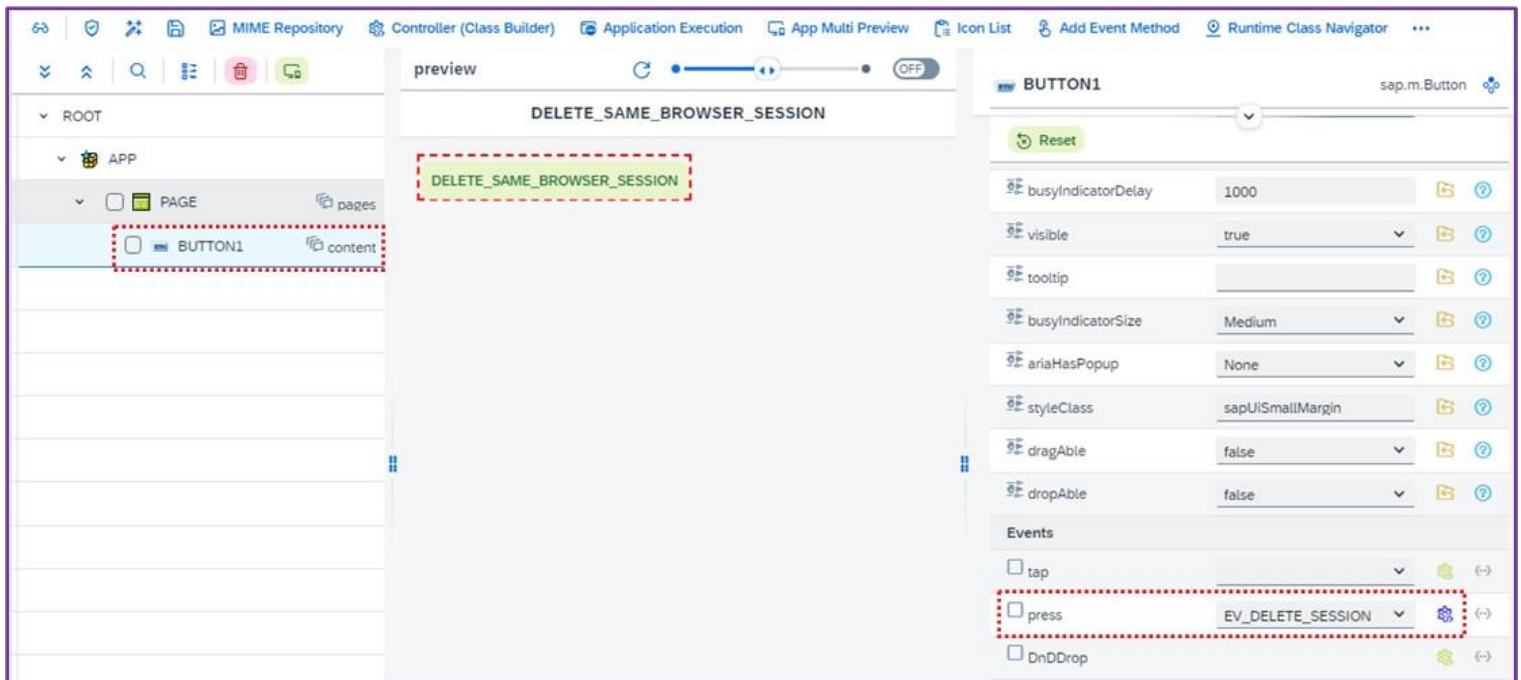 MIME Repository Controller (Class Builder) Application Execution App Multi Preview Icon List Add Event Method Runtime Class Navigator
preview OFF
BUTTON1 sap.m.Button
ROOT
DELETE_SAME_BROWSER_SESSION
Reset
APP
DELETE_SAME_BROWSER_SESSION
PAGE pages
BUTTON1 content
busyIndicatorDelay 1000
visible true
tooltip
busyIndicatorSize Medium
ariaHasPopup None
styleClass sapUiSmallMargin
dragAble false
dropAble false
Events
tap
press EV_DELETE_SESSION
DnDDrop